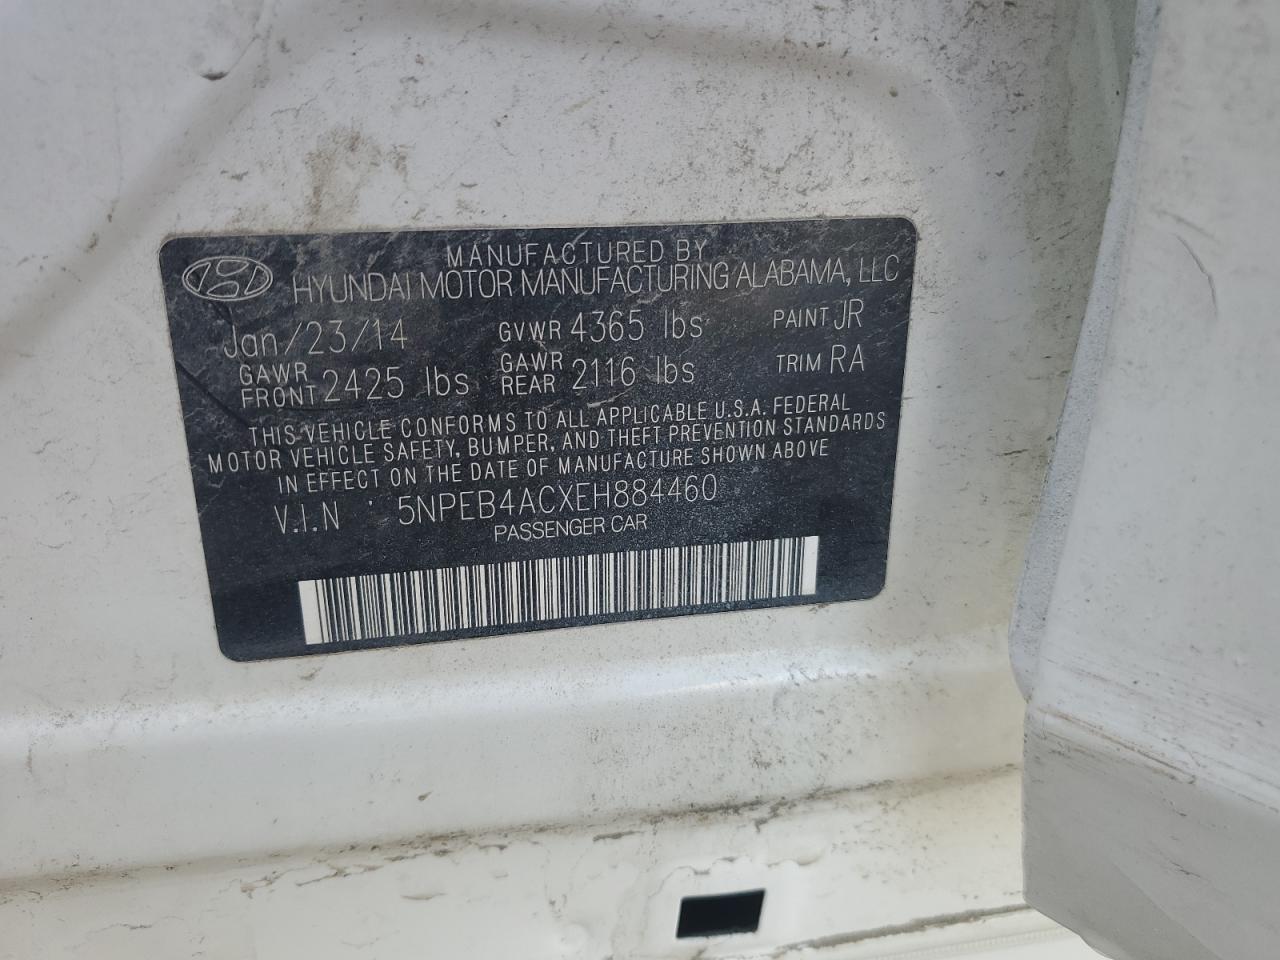 MANUFACTURED BY
HYUNDAI MOTOR MANUFACTURING ALABAMA, LLC
Jan/23/14 GVWR 4365 lbs PAINT JR
GAWR FRONT 2425 lbs GAWR REAR 2116 lbs TRIM RA
THIS VEHICLE CONFORMS TO ALL APPLICABLE U.S.A. FEDERAL
MOTOR VEHICLE SAFETY, BUMPER, AND THEFT PREVENTION STANDARDS
IN EFFECT ON THE DATE OF MANUFACTURE SHOWN ABOVE
V.I.N : 5NPEB4ACXEH884460
PASSENGER CAR